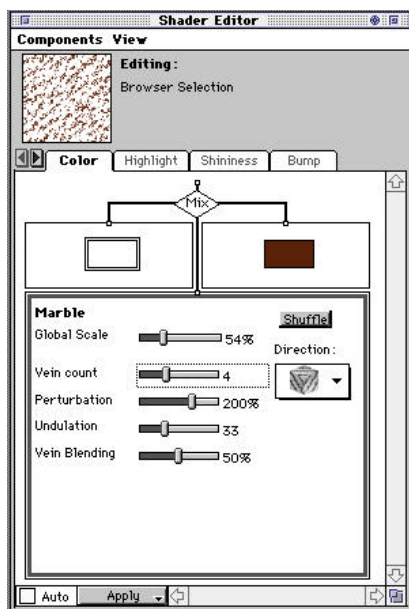 Shader Editor
Components View
Editing:
Browser Selection
Color Highlight Shininess Bump
Mix
Marble
Shuffle
Global Scale 54%
Direction:
Vein count 4
Perturbation 200%
Undulation 33
Vein Blending 50%
Auto Apply